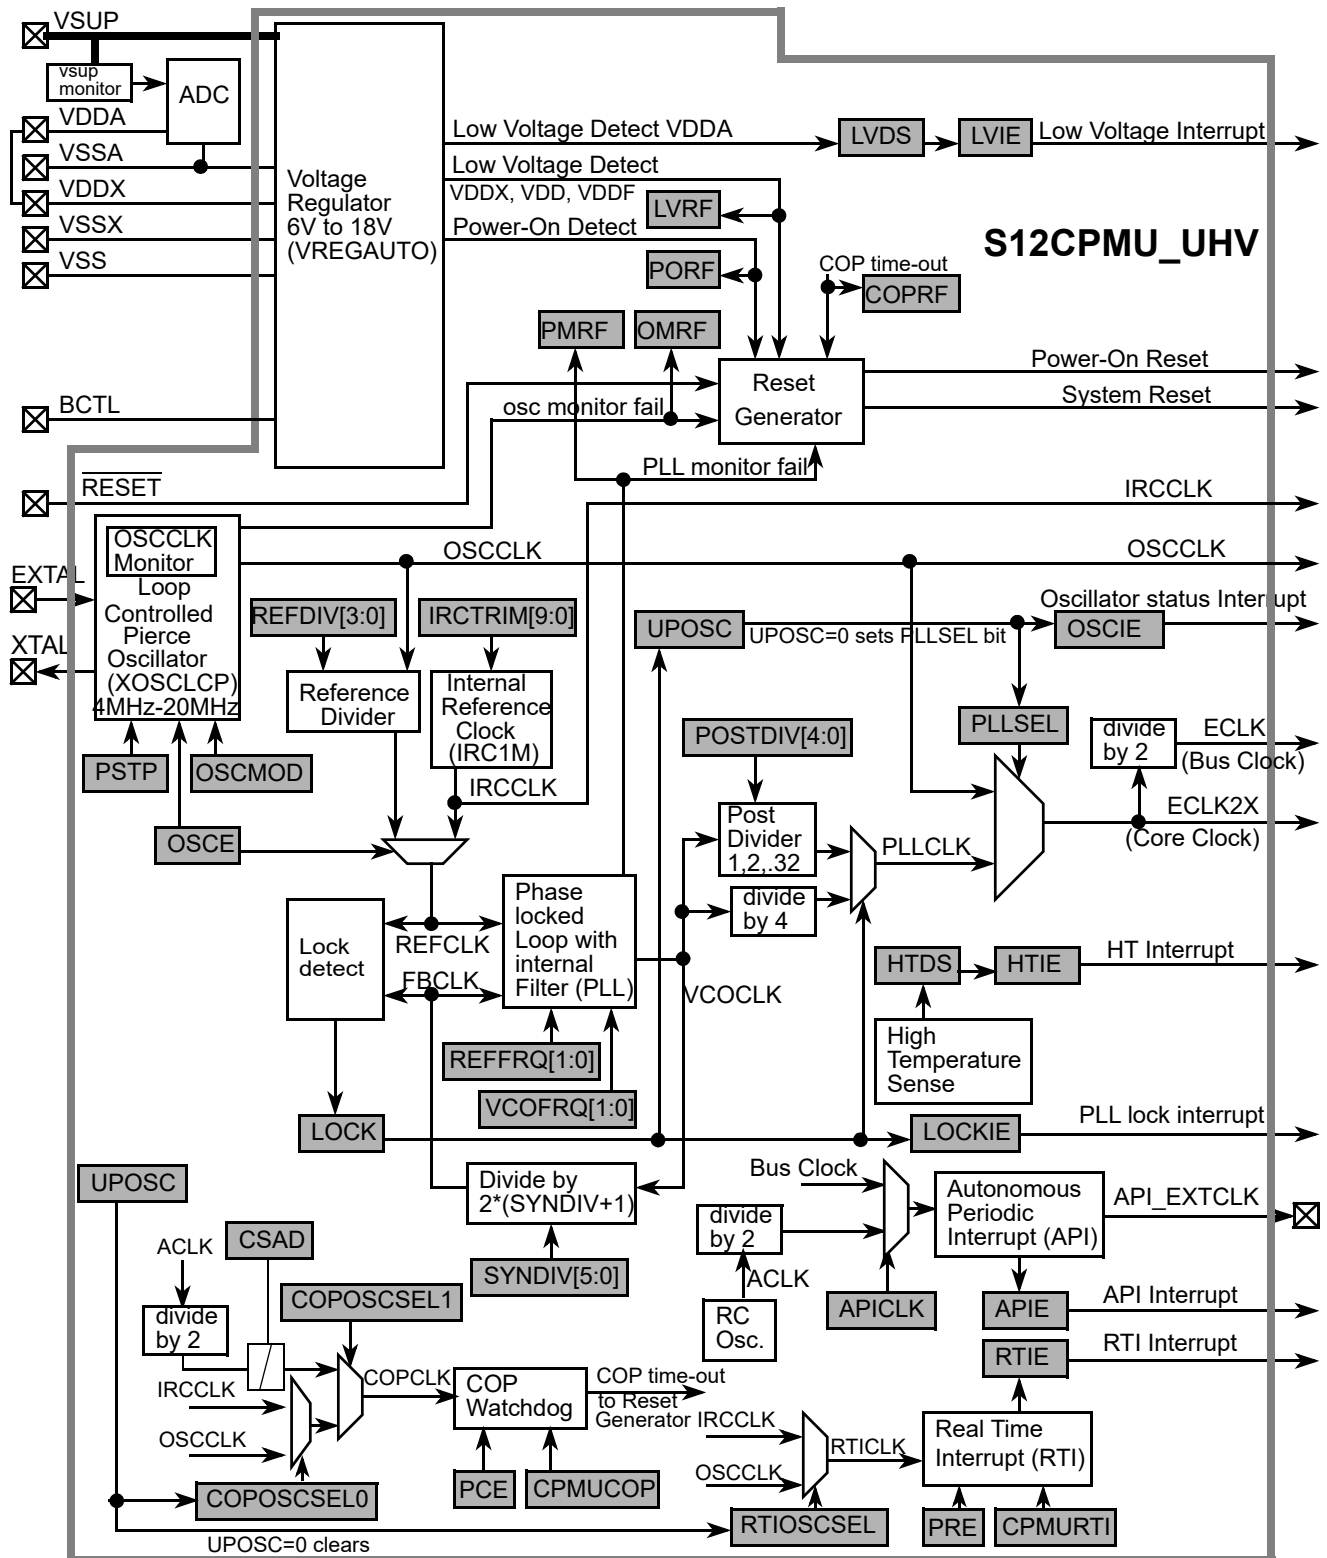 VSUP
vsup
monitor
ADC
VDDA
VSSA
VDDX
VSSX
VSS
BCTL
RESET
Voltage
Regulator
6V to 18V
(VREGAUTO)
Low Voltage Detect VDDA
LVDS
LVIE
Low Voltage Interrupt
Low Voltage Detect
VDDX, VDD, VDDF
LVRF
Power-On Detect
PORF
S12CPMU_UHV
COP time-out
COPRF
PMRF
OMRF
Reset
Generator
Power-On Reset
System Reset
osc monitor fail
PLL monitor fail
IRCCLK
OSCCLK
Monitor
Loop
Controlled
Pierce
Oscillator
(XOSCLCP)
4MHz-20MHz
EXTAL
XTAL
OSCCLK
OSCCLK
REFDIV[3:0]
IRCTRIM[9:0]
UPOSC
UPOSC=0 sets PLLSEL bit
Oscillator status Interrupt
OSCIE
Reference
Divider
Internal
Reference
Clock
(IRC1M)
PSTP
OSCMOD
OSCE
IRCCLK
POSTDIV[4:0]
PLLSEL
divide
by 2
ECLK
(Bus Clock)
ECLK2X
(Core Clock)
Post
Divider
1,2,.32
PLLCLK
divide
by 4
Phase
locked
Loop with
internal
Filter (PLL)
Lock
detect
REFCLK
FBCLK
VCOCLK
REFFRQ[1:0]
VCOFRQ[1:0]
HTDS
HTIE
HT Interrupt
High
Temperature
Sense
LOCK
LOCKIE
PLL lock interrupt
UPOSC
Divide by
2*(SYNDIV+1)
SYNDIV[5:0]
Bus Clock
divide
by 2
ACLK
RC
Osc.
APICLK
Autonomous
Periodic
Interrupt (API)
API_EXTCLK
APIE
API Interrupt
RTIE
RTI Interrupt
ACLK
CSAD
divide
by 2
COPOSCSEL1
IRCCLK
OSCCLK
COPCLK
COP
Watchdog
COP time-out
to Reset
Generator
PCE
CPMUCOP
COPOSCSEL0
UPOSC=0 clears
IRCCLK
OSCCLK
RTICLK
RTIOSCSEL
Real Time
Interrupt (RTI)
PRE
CPMURTI